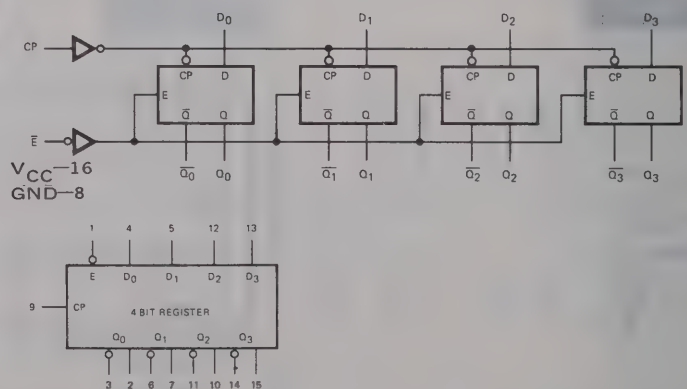 D0 D1 D2 D3
CP
CP D CP D CP D CP D
E E E E
Q̅ Q Q̅ Q Q̅ Q Q̅ Q
E̅
Q̅0 Q0 Q̅1 Q1 Q̅2 Q2 Q̅3 Q3
VCC—16
GND—8
1 4 5 12 13
E D0 D1 D2 D3
9 CP
4 BIT REGISTER
Q0 Q1 Q2 Q3
3 2 6 7 11 10 14 15